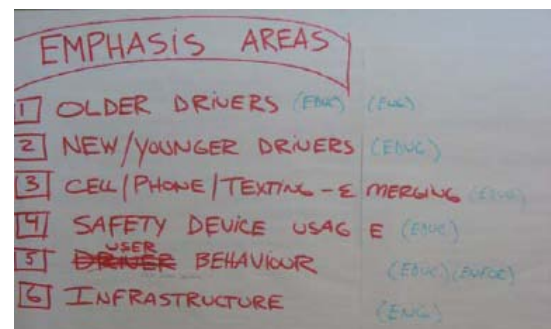 EMPHASIS AREAS
1 OLDER DRIVERS (EDUC) (ENG)
2 NEW/YOUNGER DRIVERS (EDUC)
3 CELL/PHONE/TEXTING - & MERGING (EDUC)
4 SAFETY DEVICE USAGE (EDUC)
USER
5 DRIVER BEHAVIOUR (EDUC) (ENFORC)
6 INFRASTRUCTURE (ENG)